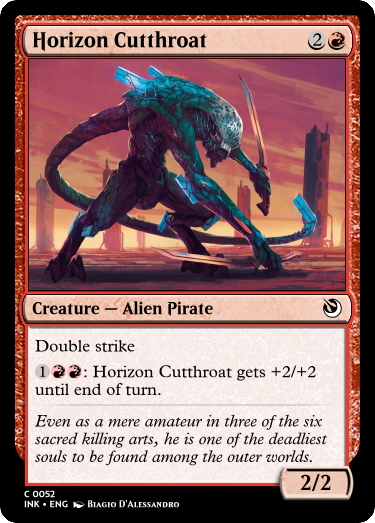 Horizon Cutthroat 2
Creature — Alien Pirate
Double strike
1: Horizon Cutthroat gets +2/+2
until end of turn.
Even as a mere amateur in three of the six
sacred killing arts, he is one of the deadliest
souls to be found among the outer worlds.
2/2
C 0052
INK • ENG Biagio D'Alessandro